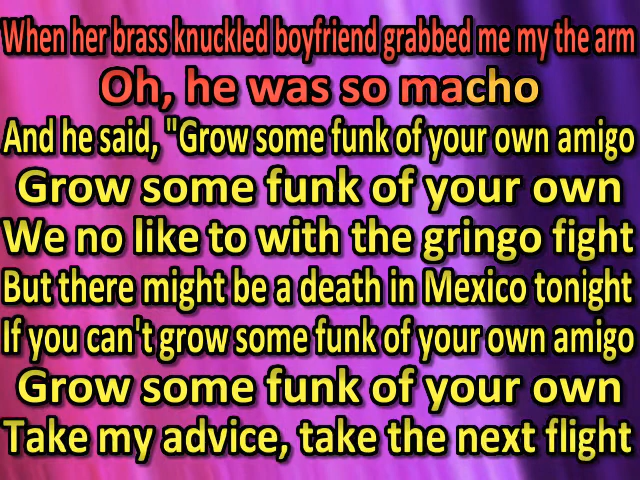 When her brass knuckled boyfriend grabbed me my the arm
Oh, he was so macho
And he said, "Grow some funk of your own amigo
Grow some funk of your own
We no like to with the gringo fight
But there might be a death in Mexico tonight
If you can't grow some funk of your own amigo
Grow some funk of your own
Take my advice, take the next flight